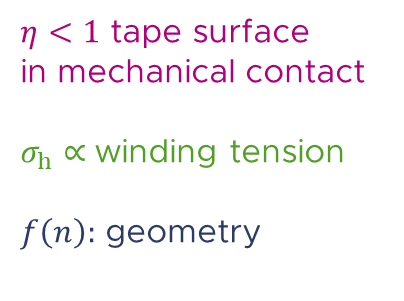 η < 1 tape surface
in mechanical contact
σₕ ∝ winding tension
f(n): geometry